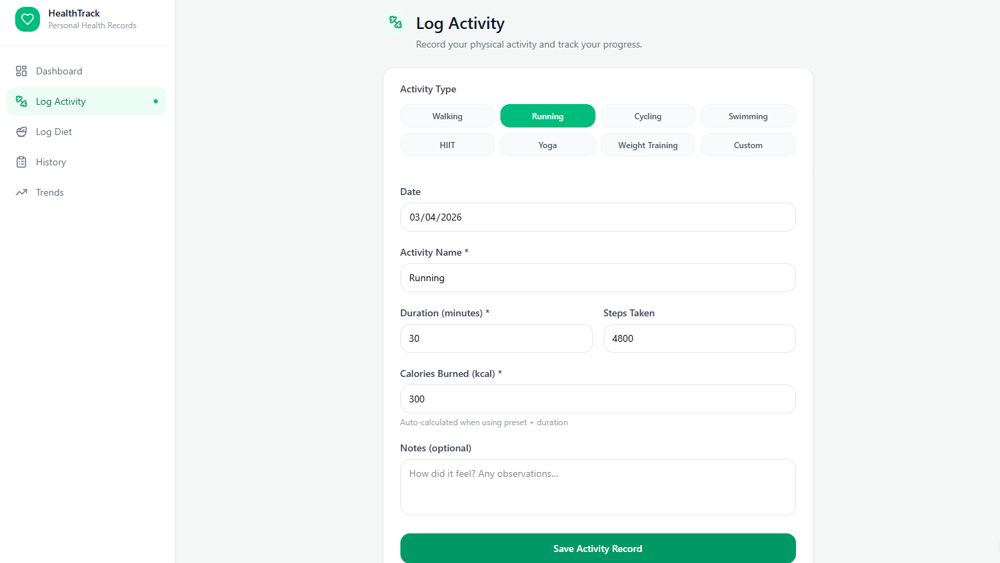 HealthTrack
Personal Health Records
Dashboard
Log Activity
Log Diet
History
Trends
Log Activity
Record your physical activity and track your progress.
Activity Type
Walking
Running
Cycling
Swimming
HIIT
Yoga
Weight Training
Custom
Date
03/04/2026
Activity Name *
Running
Duration (minutes) *
Steps Taken
30
4800
Calories Burned (kcal) *
300
Auto-calculated when using preset + duration
Notes (optional)
How did it feel? Any observations...
Save Activity Record